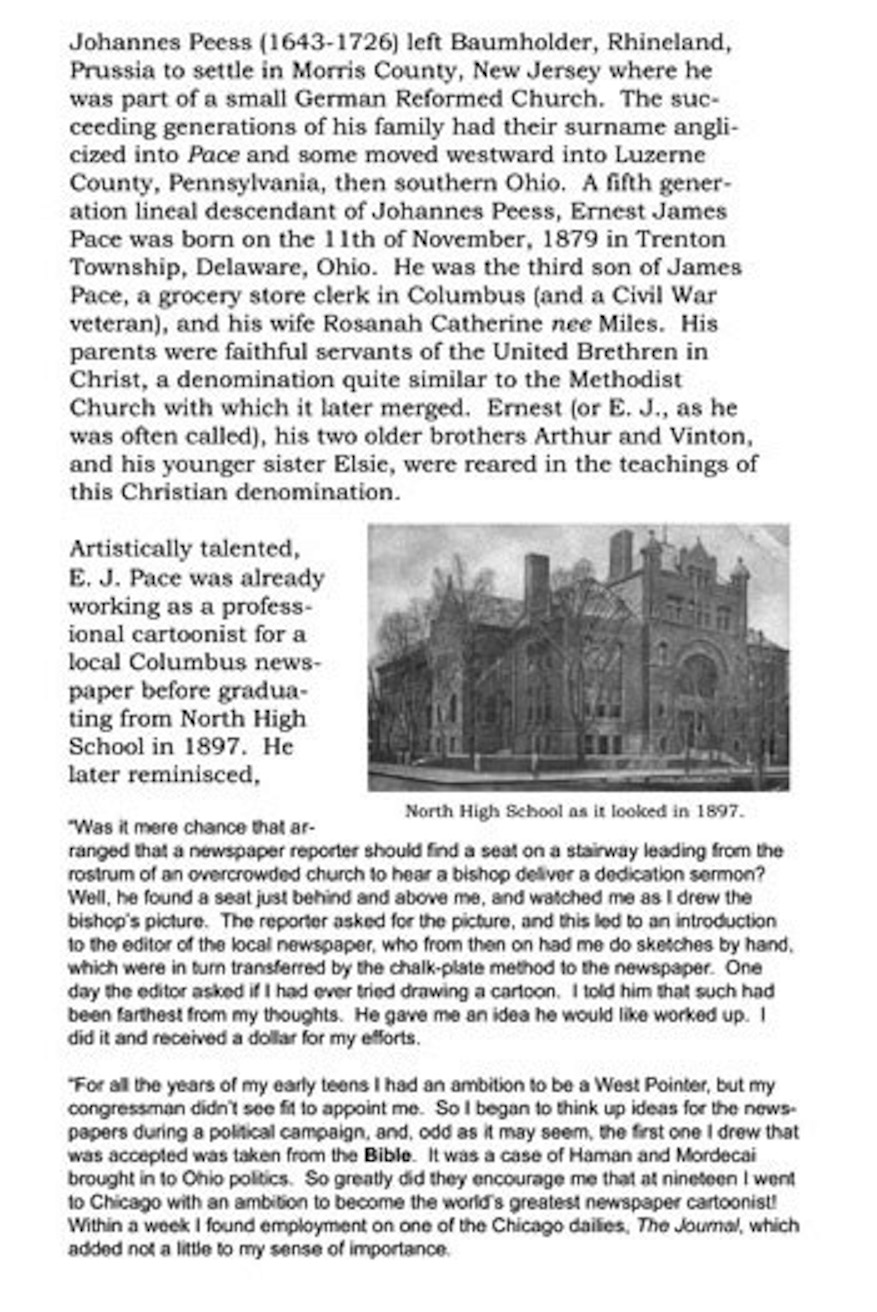 Johannes Peess (1643-1726) left Baumholder, Rhineland,
Prussia to settle in Morris County, New Jersey where he
was part of a small German Reformed Church.  The suc-
ceeding generations of his family had their surname angli-
cized into Pace and some moved westward into Luzerne
County, Pennsylvania, then southern Ohio.  A fifth gener-
ation lineal descendant of Johannes Peess, Ernest James
Pace was born on the 11th of November, 1879 in Trenton
Township, Delaware, Ohio.  He was the third son of James
Pace, a grocery store clerk in Columbus (and a Civil War
veteran), and his wife Rosanah Catherine nee Miles.  His
parents were faithful servants of the United Brethren in
Christ, a denomination quite similar to the Methodist
Church with which it later merged.  Ernest (or E. J., as he
was often called), his two older brothers Arthur and Vinton,
and his younger sister Elsie, were reared in the teachings of
this Christian denomination.
Artistically talented,
E. J. Pace was already
working as a profess-
ional cartoonist for a
local Columbus news-
paper before gradua-
ting from North High
School in 1897.  He
later reminisced,
North High School as it looked in 1897.
"Was it mere chance that ar-
ranged that a newspaper reporter should find a seat on a stairway leading from the
rostrum of an overcrowded church to hear a bishop deliver a dedication sermon?
Well, he found a seat just behind and above me, and watched me as I drew the
bishop's picture.  The reporter asked for the picture, and this led to an introduction
to the editor of the local newspaper, who from then on had me do sketches by hand,
which were in turn transferred by the chalk-plate method to the newspaper.  One
day the editor asked if I had ever tried drawing a cartoon.  I told him that such had
been farthest from my thoughts.  He gave me an idea he would like worked up.  I
did it and received a dollar for my efforts.
"For all the years of my early teens I had an ambition to be a West Pointer, but my
congressman didn't see fit to appoint me.  So I began to think up ideas for the news-
papers during a political campaign, and, odd as it may seem, the first one I drew that
was accepted was taken from the Bible.  It was a case of Haman and Mordecai
brought in to Ohio politics.  So greatly did they encourage me that at nineteen I went
to Chicago with an ambition to become the world's greatest newspaper cartoonist!
Within a week I found employment on one of the Chicago dailies, The Journal, which
added not a little to my sense of importance.